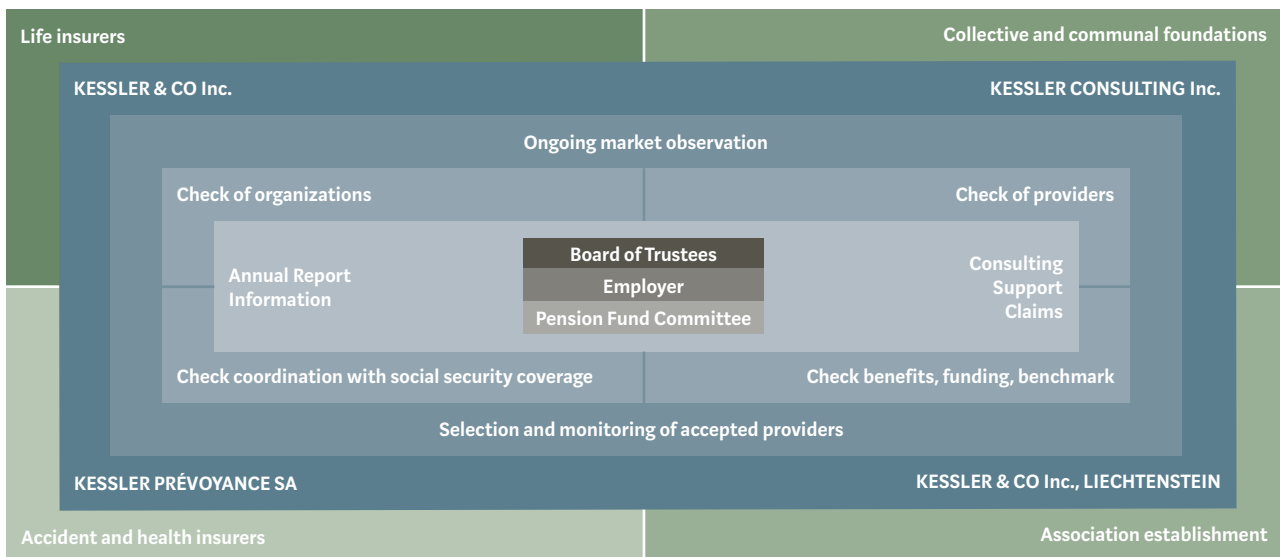 Life insurers
Collective and communal foundations
KESSLER & CO Inc.
KESSLER CONSULTING Inc.
Ongoing market observation
Check of organizations
Check of providers
Annual Report
Information
Board of Trustees
Employer
Pension Fund Committee
Consulting
Support
Claims
Check coordination with social security coverage
Check benefits, funding, benchmark
Selection and monitoring of accepted providers
KESSLER PRÉVOYANCE SA
KESSLER & CO Inc., LIECHTENSTEIN
Accident and health insurers
Association establishment